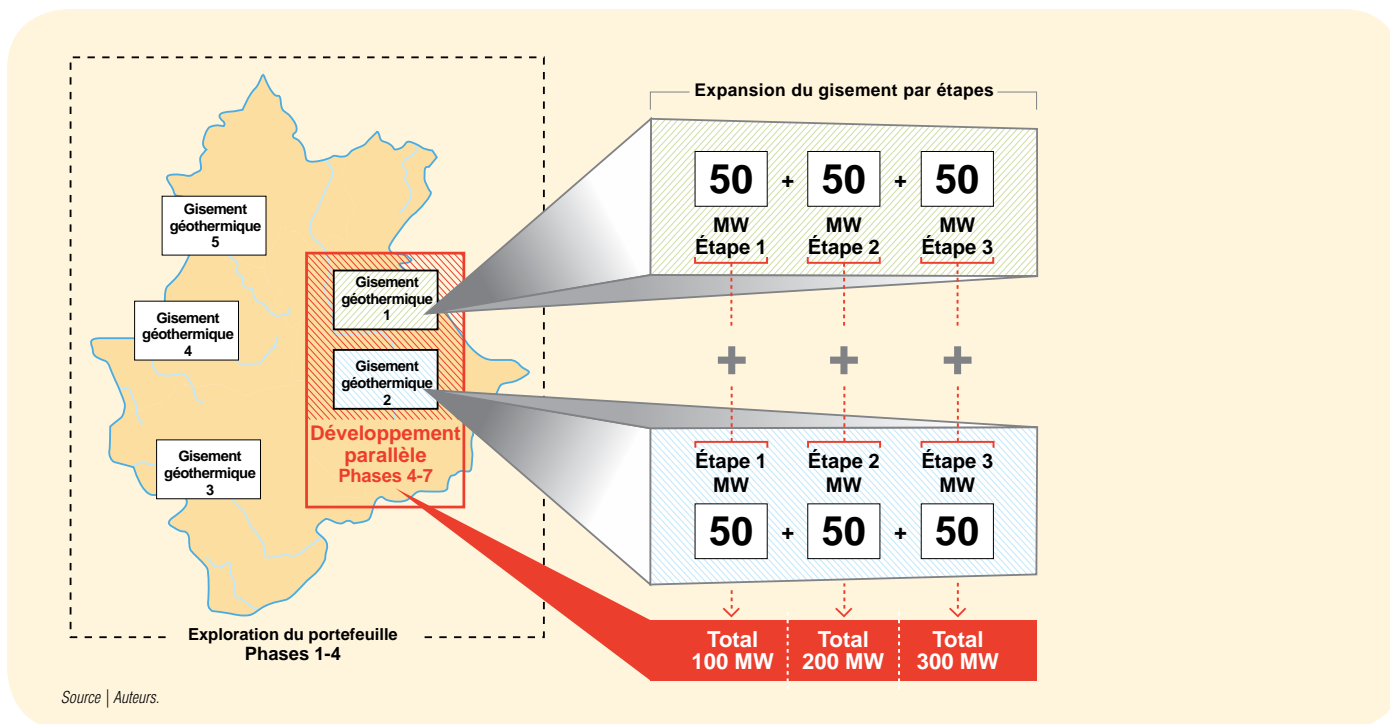 Expansion du gisement par étapes
50 + 50 + 50
MW MW MW
Étape 1 Étape 2 Étape 3
Gisement
géothermique
5
Gisement
géothermique
1
Gisement
géothermique
4
Gisement
géothermique
2
Gisement
géothermique
3
Développement
parallèle
Phases 4-7
+ + +
Étape 1 Étape 2 Étape 3
MW MW MW
50 + 50 + 50
Total Total Total
100 MW 200 MW 300 MW
Exploration du portefeuille
Phases 1-4
Source | Auteurs.